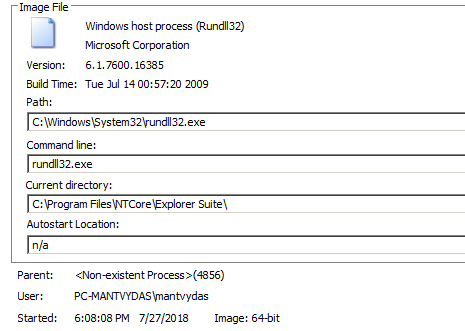 Image File
Windows host process (Rundll32)
Microsoft Corporation
Version: 6.1.7600.16385
Build Time: Tue Jul 14 00:57:20 2009
Path:
C:\Windows\System32\rundll32.exe
Command line:
rundll32.exe
Current directory:
C:\Program Files\NTCore\Explorer Suite\
Autostart Location:
n/a
Parent: <Non-existent Process>(4856)
User: PC-MANTVYDAS\mantvydas
Started: 6:08:08 PM 7/27/2018 Image: 64-bit